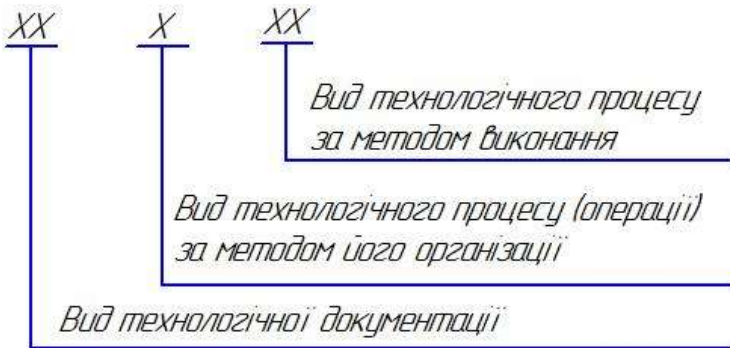 XX X XX
Вид технологічного процесу
за методом виконання
Вид технологічного процесу (операції)
за методом його організації
Вид технологічної документації